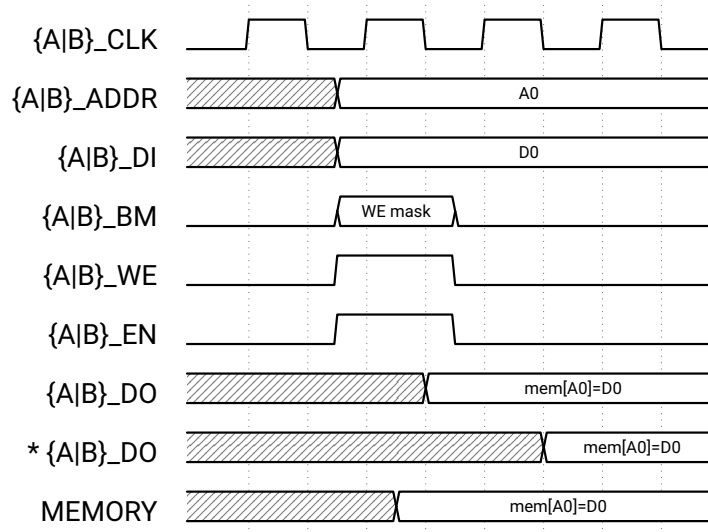 {A|B}_CLK
{A|B}_ADDR A0
{A|B}_DI D0
{A|B}_BM WE mask
{A|B}_WE
{A|B}_EN
{A|B}_DO mem[A0]=D0
* {A|B}_DO mem[A0]=D0
MEMORY mem[A0]=D0